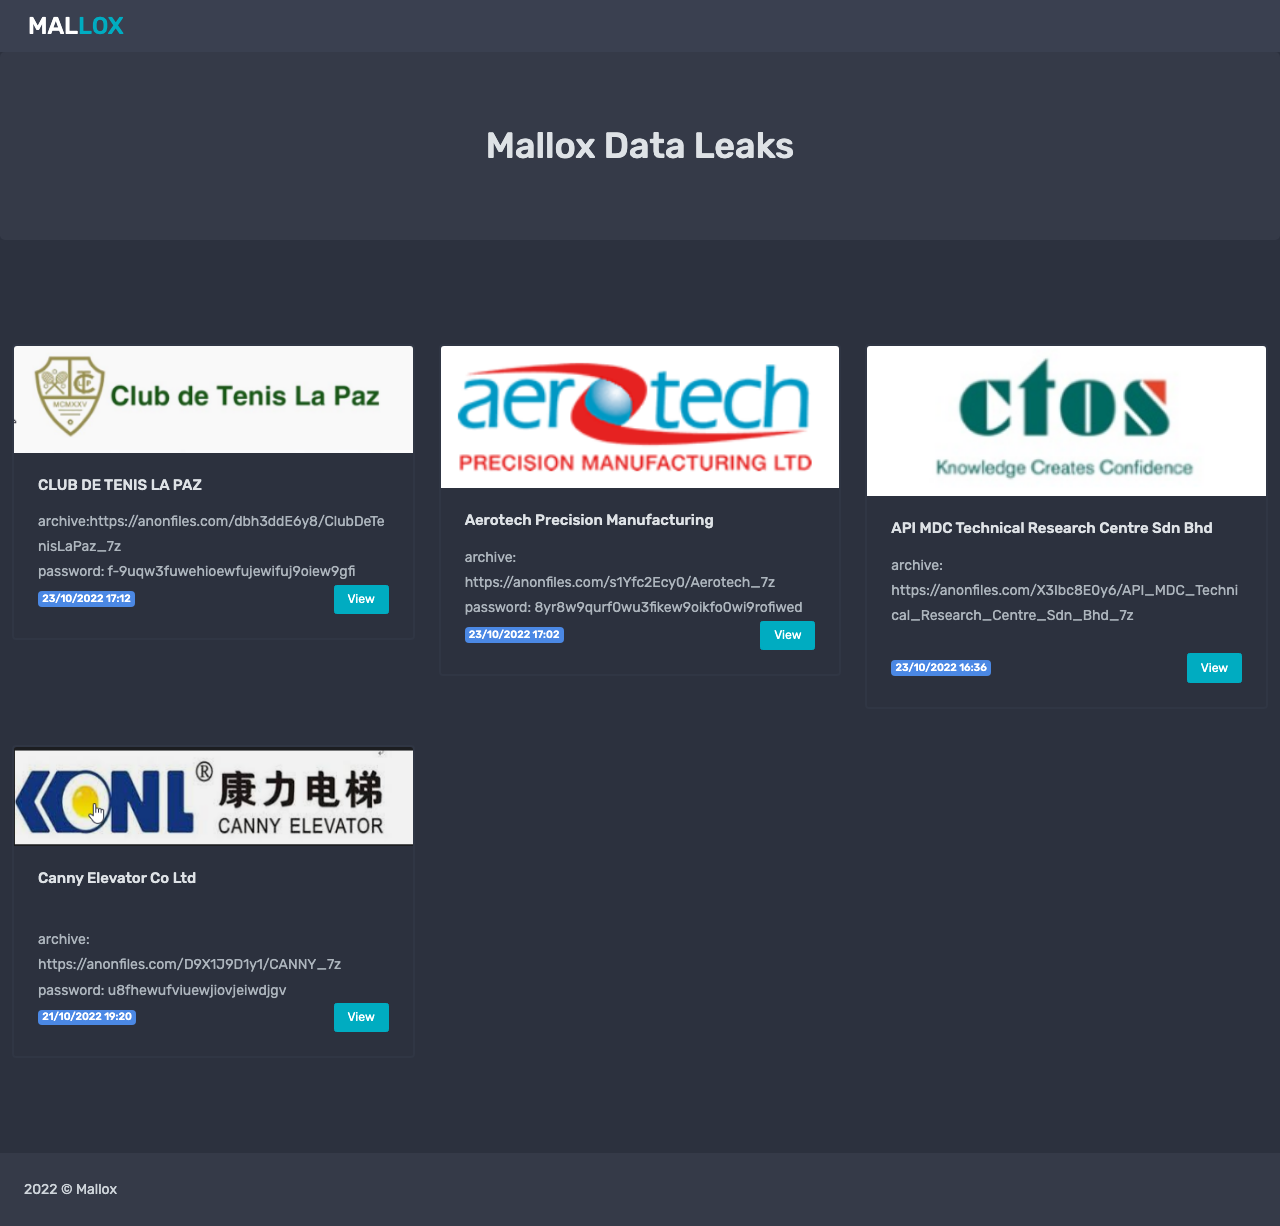 MALLOX
Mallox Data Leaks
MCMXXV
Club de Tenis La Paz
CLUB DE TENIS LA PAZ
archive:https://anonfiles.com/dbh3ddE6y8/ClubDeTe
nisLaPaz_7z
password: f-9uqw3fuwehioewfujewifuj9oiew9gfi
23/10/2022 17:12
View
aerotech
PRECISION MANUFACTURING LTD
Aerotech Precision Manufacturing
archive:
https://anonfiles.com/s1Yfc2Ecy0/Aerotech_7z
password: 8yr8w9qurf0wu3fikew9oikfo0wi9rofiwed
23/10/2022 17:02
View
ctos
Knowledge Creates Confidence
API MDC Technical Research Centre Sdn Bhd
archive:
https://anonfiles.com/X3Ibc8E0y6/API_MDC_Techni
cal_Research_Centre_Sdn_Bhd_7z
23/10/2022 16:36
View
KONL® 康力电梯
CANNY ELEVATOR
Canny Elevator Co Ltd
archive:
https://anonfiles.com/D9X1J9D1y1/CANNY_7z
password: u8fhewufviuewjiovjeiwdjgv
21/10/2022 19:20
View
2022 © Mallox